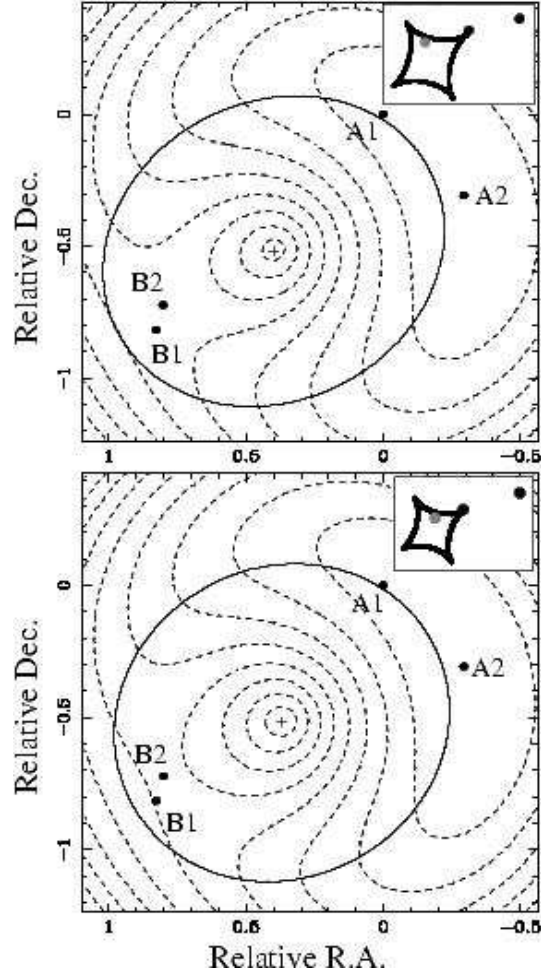 0
A1
A2
Relative Dec.
−0.5
B2
B1
−1
1 0.5 0 −0.5
0
A1
A2
Relative Dec.
−0.5
B2
B1
−1
1 0.5 0 −0.5
Relative R.A.